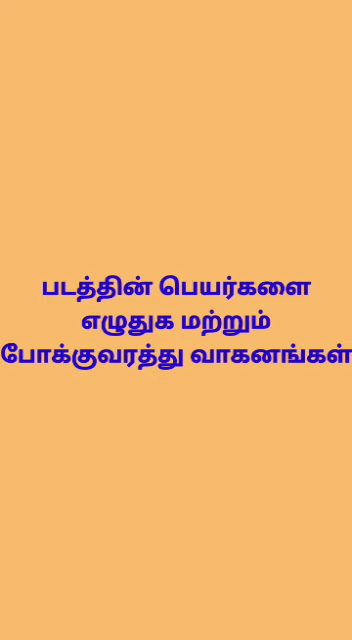 படத்தின் பெயர்களை
எழுதுக மற்றும்
போக்குவரத்து வாகனங்கள்